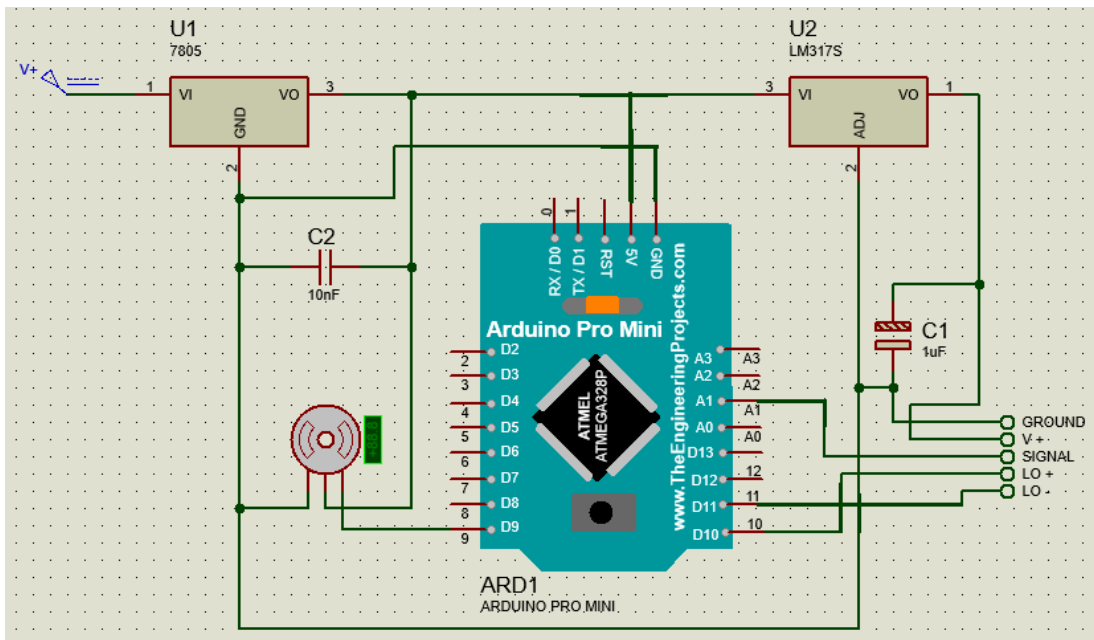 U1
7805
V+
1
VI
VO
3
GND
2
U2
LM317S
3
VI
VO
1
ADJ
2
C2
10nF
0
1
RX / D0
TX / D1
RST
5V
GND
Arduino Pro Mini
www.TheEngineeringProjects.com
ATMEL
ATMEGA328P
2
D2
3
D3
4
D4
5
D5
6
D6
7
D7
8
D8
9
D9
A3
A3
A2
A2
A1
A1
A0
A0
D13
D12
12
D11
11
D10
10
C1
1uF
GROUND
V +
SIGNAL
LO +
LO -
ARD1
ARDUINO PRO MINI